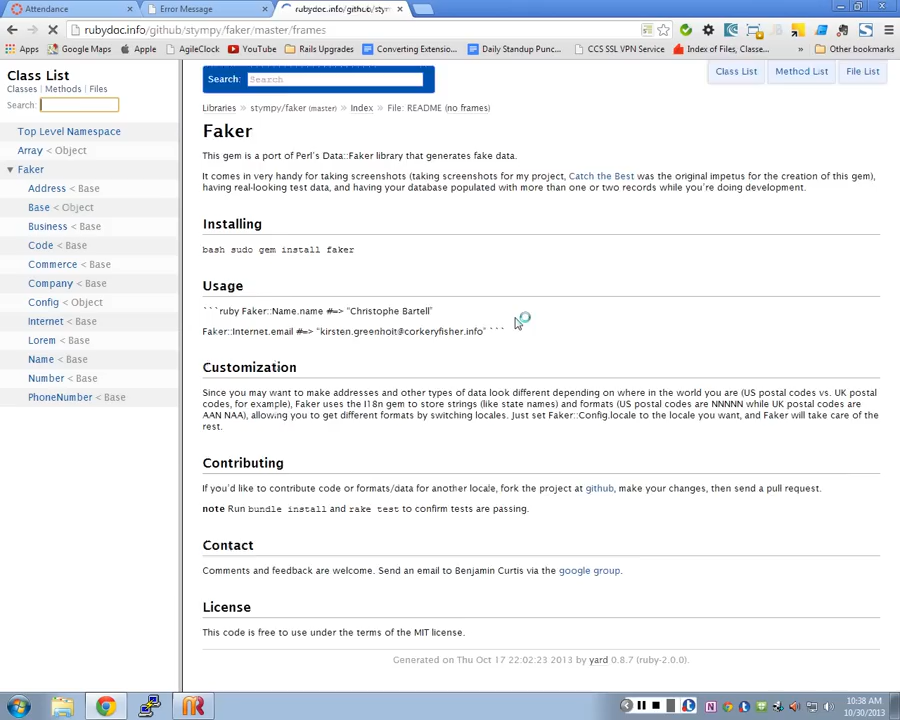 Attendance
Error Message
rubydoc.info/github/sty
rubydoc.info/github/stympy/faker/master/frames
Apps
Google Maps
Apple
AgileClock
YouTube
Rails Upgrades
Converting Extensio...
Daily Standup Punc...
CCS SSL VPN Service
Index of Files, Classe...
»
Other bookmarks
Class List
Classes | Methods | Files
Search:
Top Level Namespace
Array < Object
Faker
Address < Base
Base < Object
Business < Base
Code < Base
Commerce < Base
Company < Base
Config < Object
Internet < Base
Lorem < Base
Name < Base
Number < Base
PhoneNumber < Base
Search: Search
Class List
Method List
File List
Libraries » stympy/faker (master) » Index » File: README (no frames)
Faker
This gem is a port of Perl's Data::Faker library that generates fake data.
It comes in very handy for taking screenshots (taking screenshots for my project, Catch the Best was the original impetus for the creation of this gem),
having real-looking test data, and having your database populated with more than one or two records while you're doing development.
Installing
bash sudo gem install faker
Usage
```ruby Faker::Name.name #=> "Christophe Bartell"
Faker::Internet.email #=> "kirsten.greenholt@corkeryfisher.info" ```
Customization
Since you may want to make addresses and other types of data look different depending on where in the world you are (US postal codes vs. UK postal
codes, for example), Faker uses the I18n gem to store strings (like state names) and formats (US postal codes are NNNNN while UK postal codes are
AAN NAA), allowing you to get different formats by switching locales. Just set Faker::Config.locale to the locale you want, and Faker will take care of the
rest.
Contributing
If you'd like to contribute code or formats/data for another locale, fork the project at github, make your changes, then send a pull request.
note Run bundle install and rake test to confirm tests are passing.
Contact
Comments and feedback are welcome. Send an email to Benjamin Curtis via the google group.
License
This code is free to use under the terms of the MIT license.
Generated on Thu Oct 17 22:02:23 2013 by yard 0.8.7 (ruby-2.0.0).
10:38 AM
10/30/2013